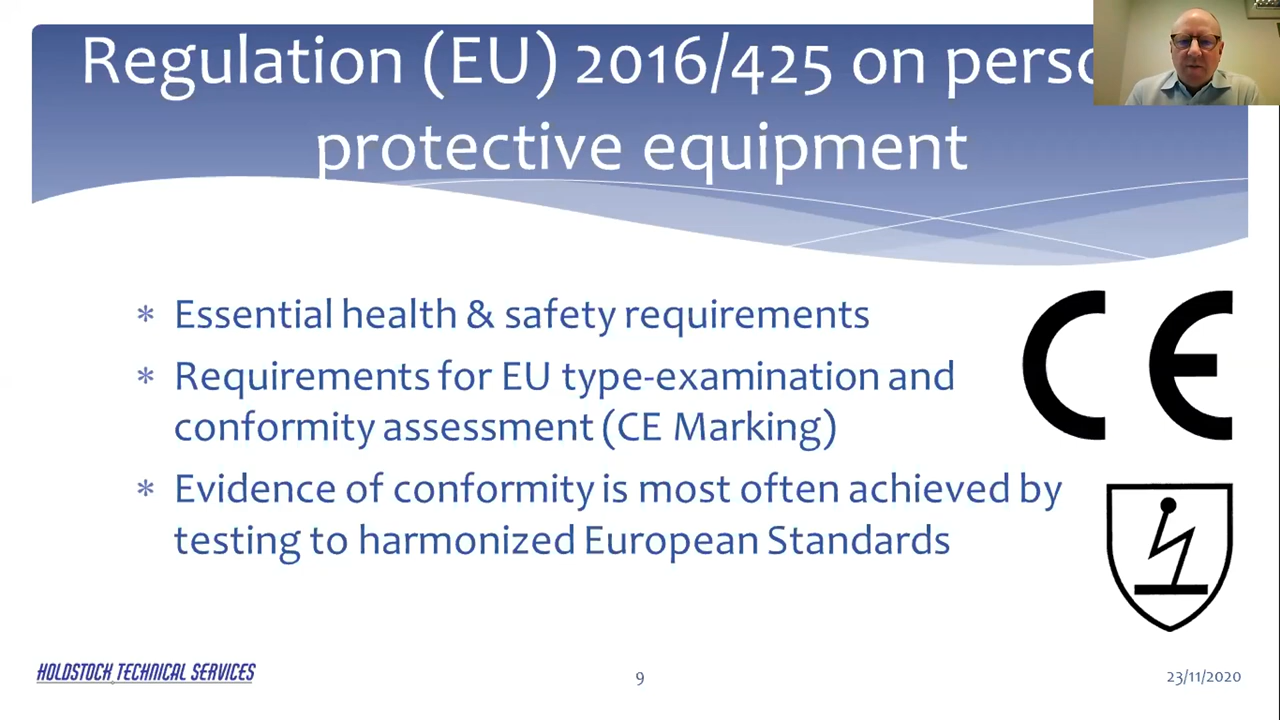 Regulation (EU) 2016/425 on
protective equipment
* Essential health & safety requirements
* Requirements for EU type-examination and
conformity assessment (CE Marking)
* Evidence of conformity is most often achieved by
testing to harmonized European Standards
CE
HOLDSTOCK TECHNICAL SERVICES
9
23/11/2020